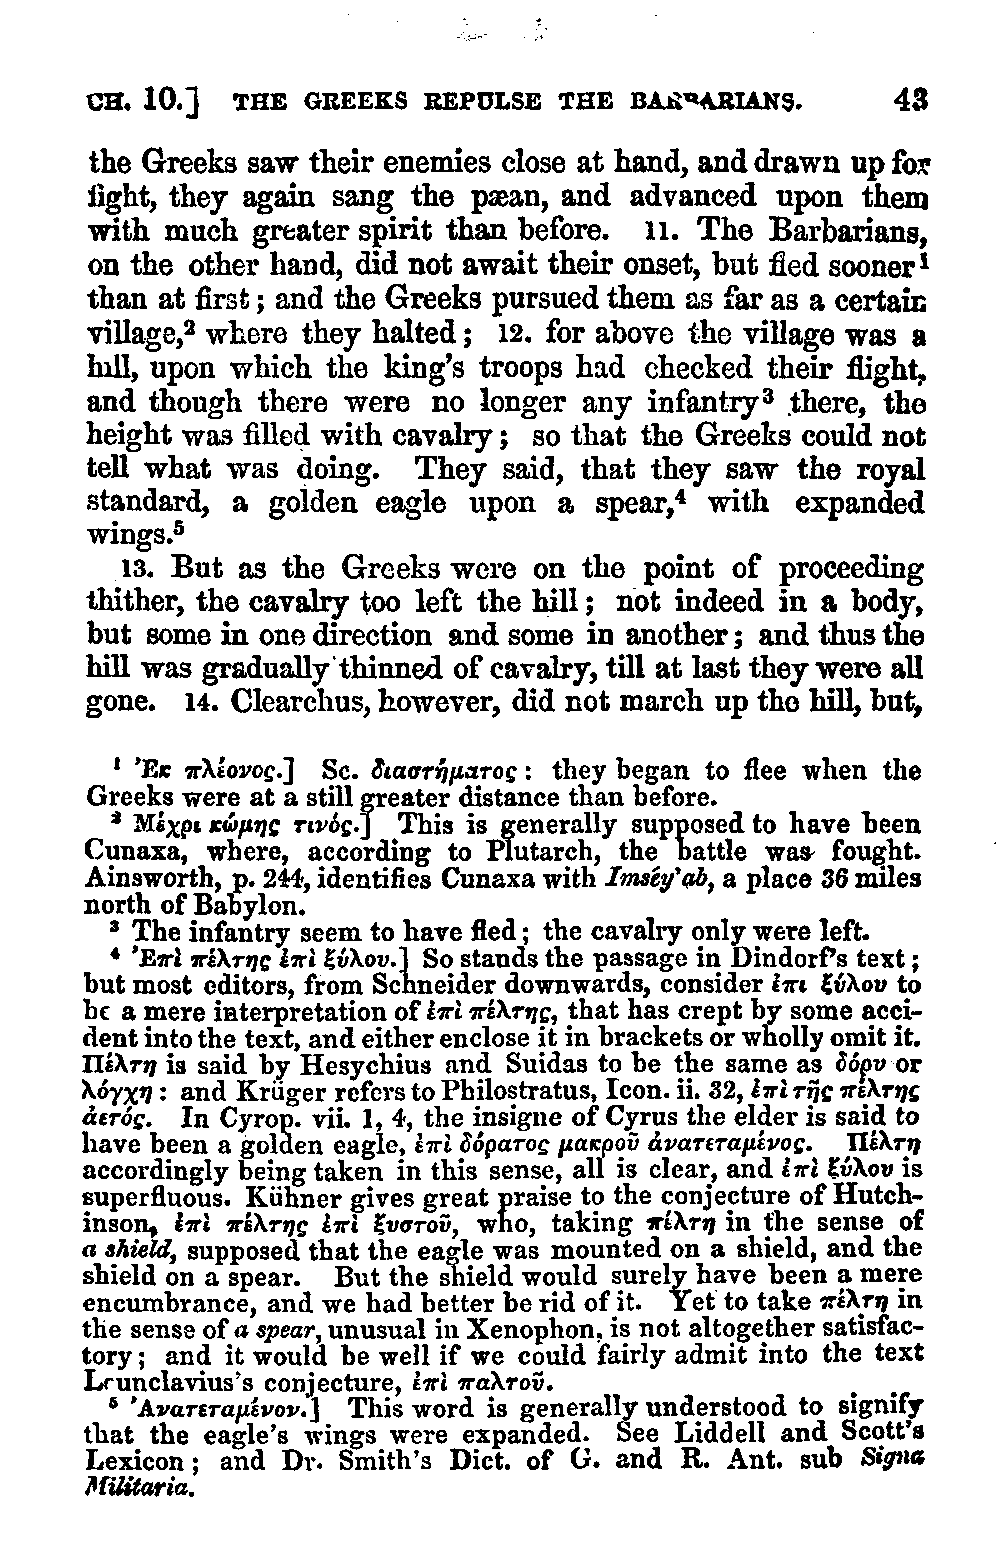 CH. 10.] THE GREEKS REPULSE THE BARBARIANS. 43
the Greeks saw their enemies close at hand, and drawn up for
fight, they again sang the pæan, and advanced upon them
with much greater spirit than before. 11. The Barbarians,
on the other hand, did not await their onset, but fled sooner¹
than at first; and the Greeks pursued them as far as a certain
village,² where they halted; 12. for above the village was a
hill, upon which the king's troops had checked their flight,
and though there were no longer any infantry³ there, the
height was filled with cavalry; so that the Greeks could not
tell what was doing. They said, that they saw the royal
standard, a golden eagle upon a spear,⁴ with expanded
wings.⁵
13. But as the Greeks were on the point of proceeding
thither, the cavalry too left the hill; not indeed in a body,
but some in one direction and some in another; and thus the
hill was gradually thinned of cavalry, till at last they were all
gone. 14. Clearchus, however, did not march up the hill, but,
¹ Ἐκ πλέονος.] Sc. διαστήματος: they began to flee when the
Greeks were at a still greater distance than before.
² Μέχρι κώμης τινός.] This is generally supposed to have been
Cunaxa, where, according to Plutarch, the battle was fought.
Ainsworth, p. 244, identifies Cunaxa with Imséy'ab, a place 36 miles
north of Babylon.
³ The infantry seem to have fled; the cavalry only were left.
⁴ Ἐπὶ πέλτης ἐπὶ ξύλου.] So stands the passage in Dindorf's text;
but most editors, from Schneider downwards, consider ἐπι ξύλου to
be a mere interpretation of ἐπὶ πέλτης, that has crept by some acci-
dent into the text, and either enclose it in brackets or wholly omit it.
Πέλτη is said by Hesychius and Suidas to be the same as δόρυ or
λόγχη: and Krüger refers to Philostratus, Icon. ii. 32, ἐπὶ τῆς πέλτης
ἀετός. In Cyrop. vii. 1, 4, the insigne of Cyrus the elder is said to
have been a golden eagle, ἐπὶ δόρατος μακροῦ ἀνατεταμένος. Πέλτη
accordingly being taken in this sense, all is clear, and ἐπὶ ξύλου is
superfluous. Kühner gives great praise to the conjecture of Hutch-
inson, ἐπὶ πέλτης ἐπὶ ξυστοῦ, who, taking πέλτη in the sense of
a shield, supposed that the eagle was mounted on a shield, and the
shield on a spear. But the shield would surely have been a mere
encumbrance, and we had better be rid of it. Yet to take πέλτη in
the sense of a spear, unusual in Xenophon, is not altogether satisfac-
tory; and it would be well if we could fairly admit into the text
Leunclavius's conjecture, ἐπὶ παλτοῦ.
⁵ Ἀνατεταμένον.] This word is generally understood to signify
that the eagle's wings were expanded. See Liddell and Scott's
Lexicon; and Dr. Smith's Dict. of G. and R. Ant. sub Signa
Militaria.